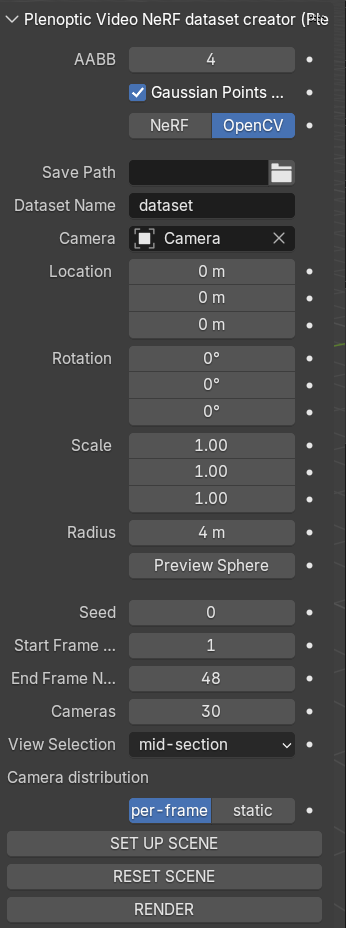 Plenoptic Video NeRF dataset creator (Ple
AABB 4
Gaussian Points ...
NeRF OpenCV
Save Path
Dataset Name dataset
Camera Camera
Location 0 m
0 m
0 m
Rotation 0°
0°
0°
Scale 1.00
1.00
1.00
Radius 4 m
Preview Sphere
Seed 0
Start Frame ... 1
End Frame N... 48
Cameras 30
View Selection mid-section
Camera distribution
per-frame static
SET UP SCENE
RESET SCENE
RENDER